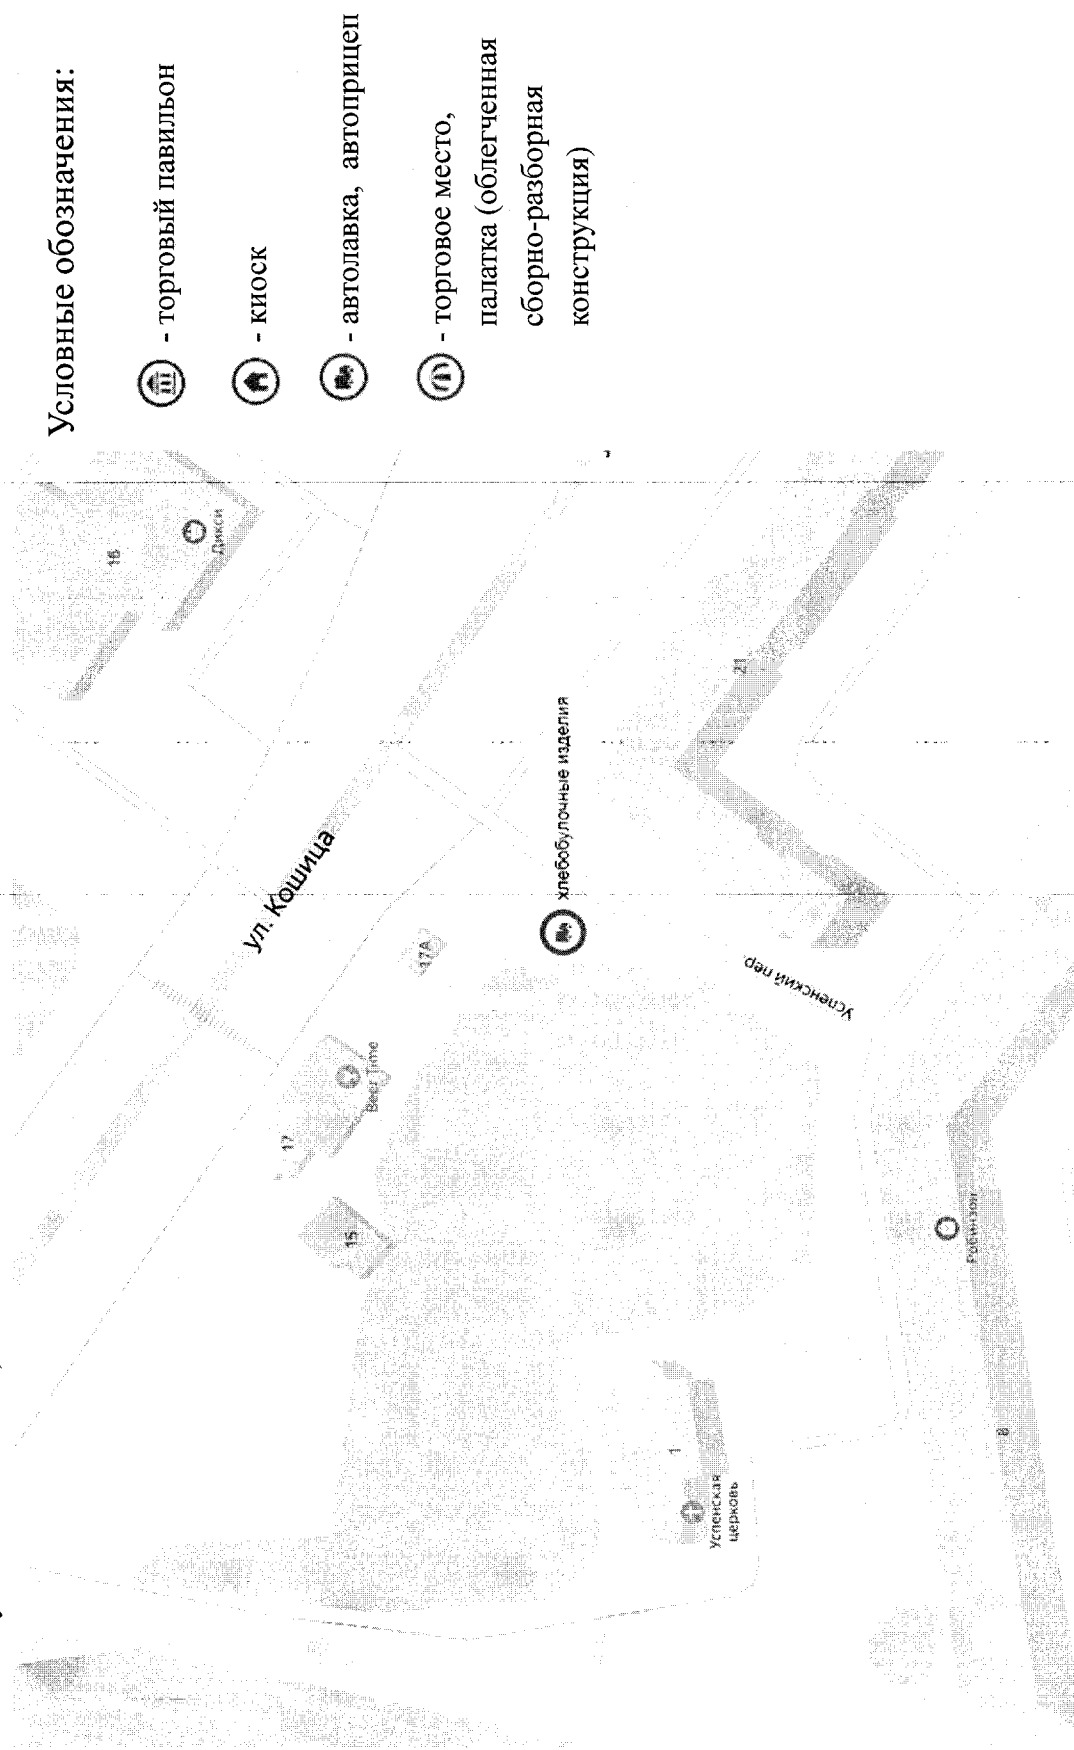 Условные обозначения:
- торговый павильон
- киоск
- автолавка, автоприцеп
- торговое место,
палатка (облегченная
сборно-разборная
конструкция)
16
Дикси
ул. Кошица
17А
17
Beer Time
15
хлебобулочные изделия
21
Успенский пер.
1
Успенская
церковь
Робинзон
8